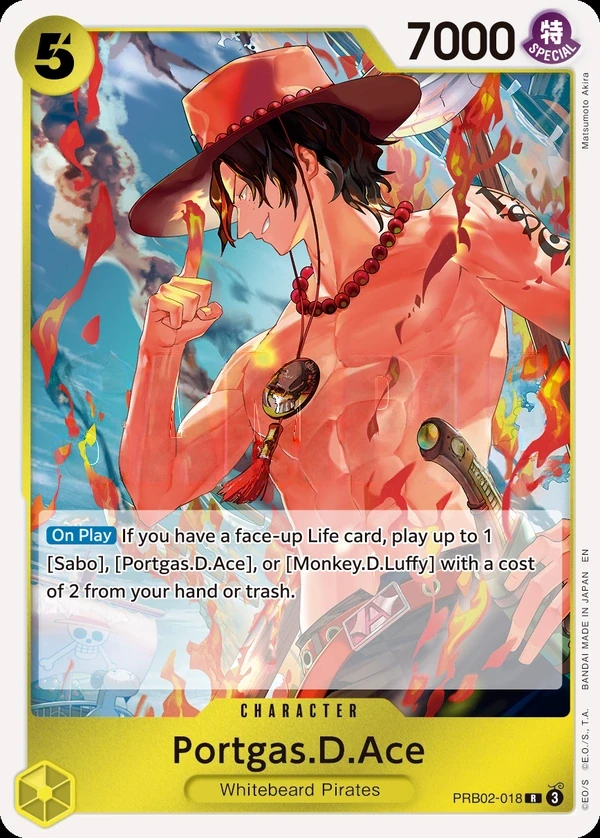 5
7000
特
SPECIAL
Matsumoto Akira
On Play If you have a face-up Life card, play up to 1
[Sabo], [Portgas.D.Ace], or [Monkey.D.Luffy] with a cost
of 2 from your hand or trash.
CHARACTER
Portgas.D.Ace
Whitebeard Pirates
PRB02-018 R 3
©EO/S ©E.O./S., T.A. BANDAI MADE IN JAPAN EN
A